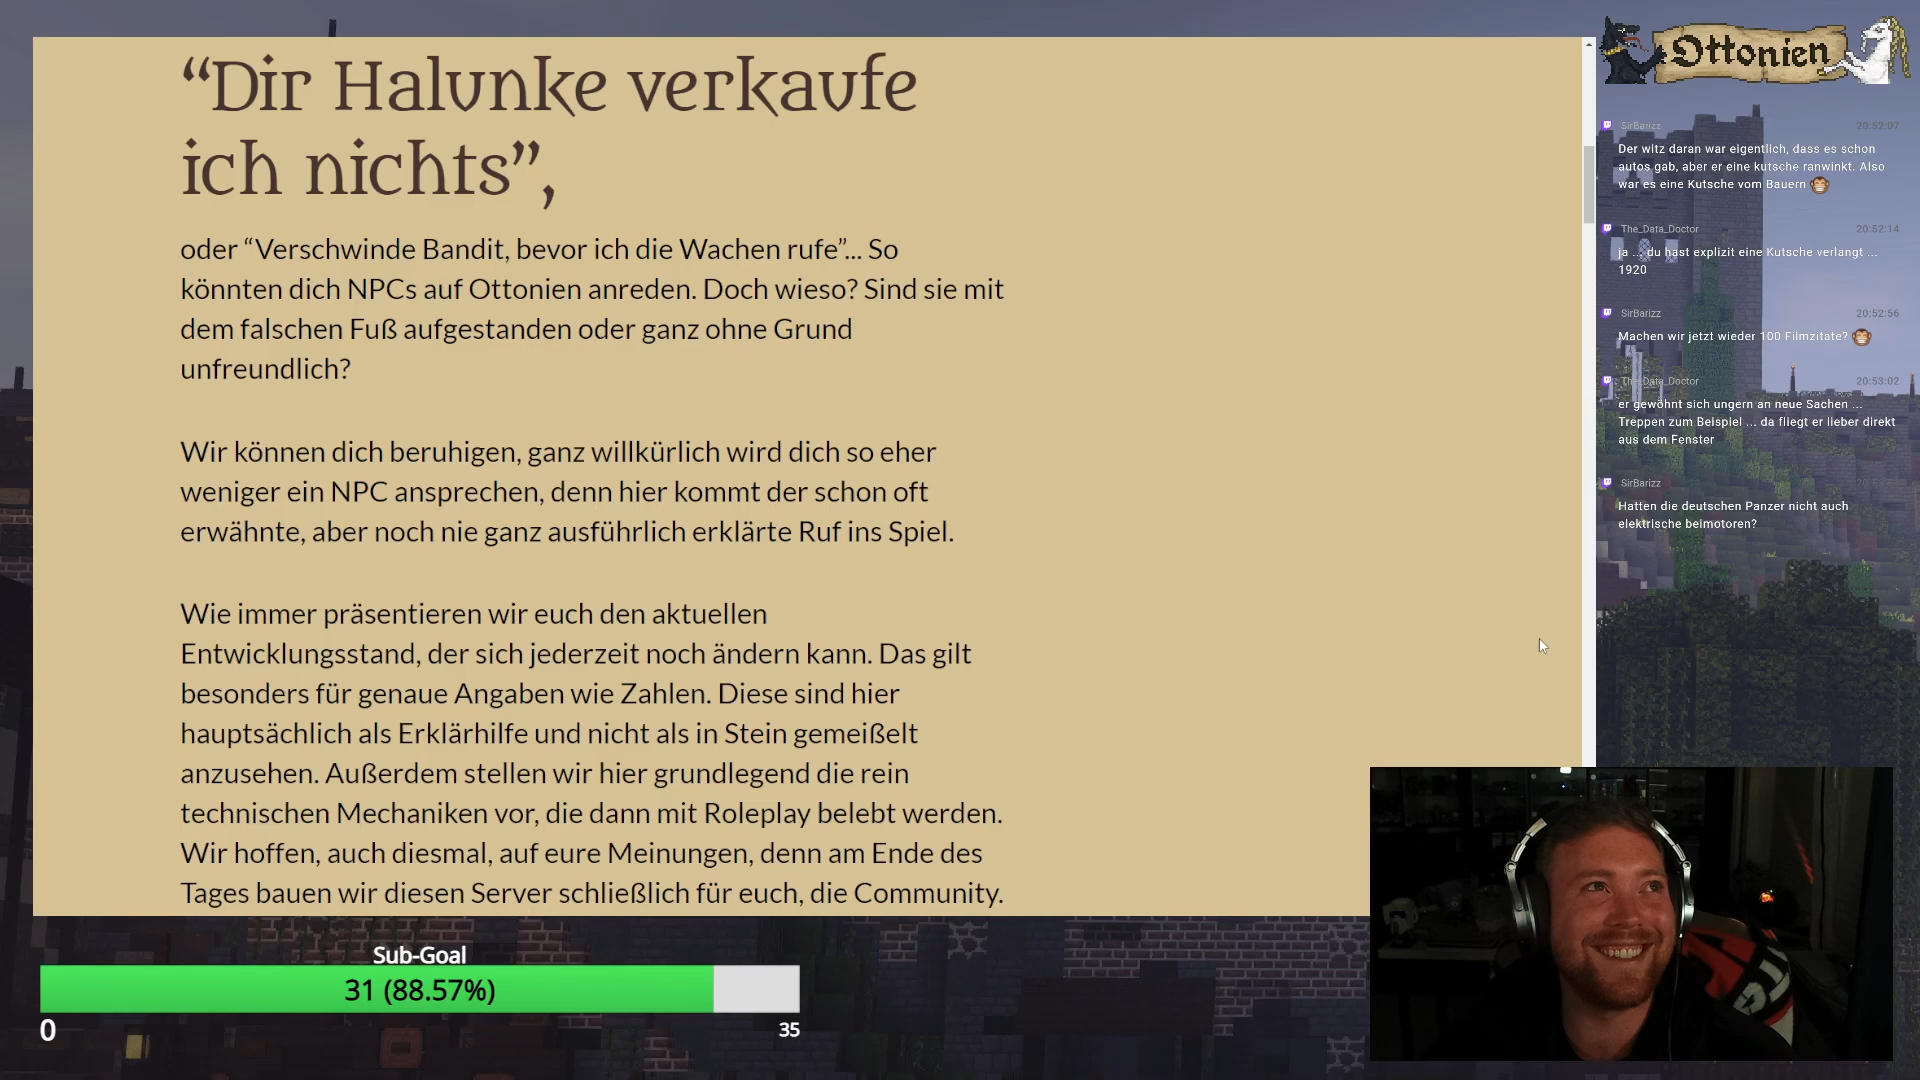 “Dir Halunke verkaufe
ich nichts”,
oder “Verschwinde Bandit, bevor ich die Wachen rufe”... So
könnten dich NPCs auf Ottonien anreden. Doch wieso? Sind sie mit
dem falschen Fuß aufgestanden oder ganz ohne Grund
unfreundlich?
Wir können dich beruhigen, ganz willkürlich wird dich so eher
weniger ein NPC ansprechen, denn hier kommt der schon oft
erwähnte, aber noch nie ganz ausführlich erklärte Ruf ins Spiel.
Wie immer präsentieren wir euch den aktuellen
Entwicklungsstand, der sich jederzeit noch ändern kann. Das gilt
besonders für genaue Angaben wie Zahlen. Diese sind hier
hauptsächlich als Erklärhilfe und nicht als in Stein gemeißelt
anzusehen. Außerdem stellen wir hier grundlegend die rein
technischen Mechaniken vor, die dann mit Roleplay belebt werden.
Wir hoffen, auch diesmal, auf eure Meinungen, denn am Ende des
Tages bauen wir diesen Server schließlich für euch, die Community.
Ottonien
SirBarizz 20:52:07
Der witz daran war eigentlich, dass es schon
autos gab, aber er eine kutsche ranwinkt. Also
war es eine Kutsche vom Bauern
The_Data_Doctor 20:52:14
ja ... du hast explizit eine Kutsche verlangt ...
1920
SirBarizz 20:52:56
Machen wir jetzt wieder 100 Filmzitate?
The_Data_Doctor 20:53:02
er gewöhnt sich ungern an neue Sachen ...
Treppen zum Beispiel ... da fliegt er lieber direkt
aus dem Fenster
SirBarizz
Hatten die deutschen Panzer nicht auch
elektrische beimotoren?
Sub-Goal
31 (88.57%)
0
35